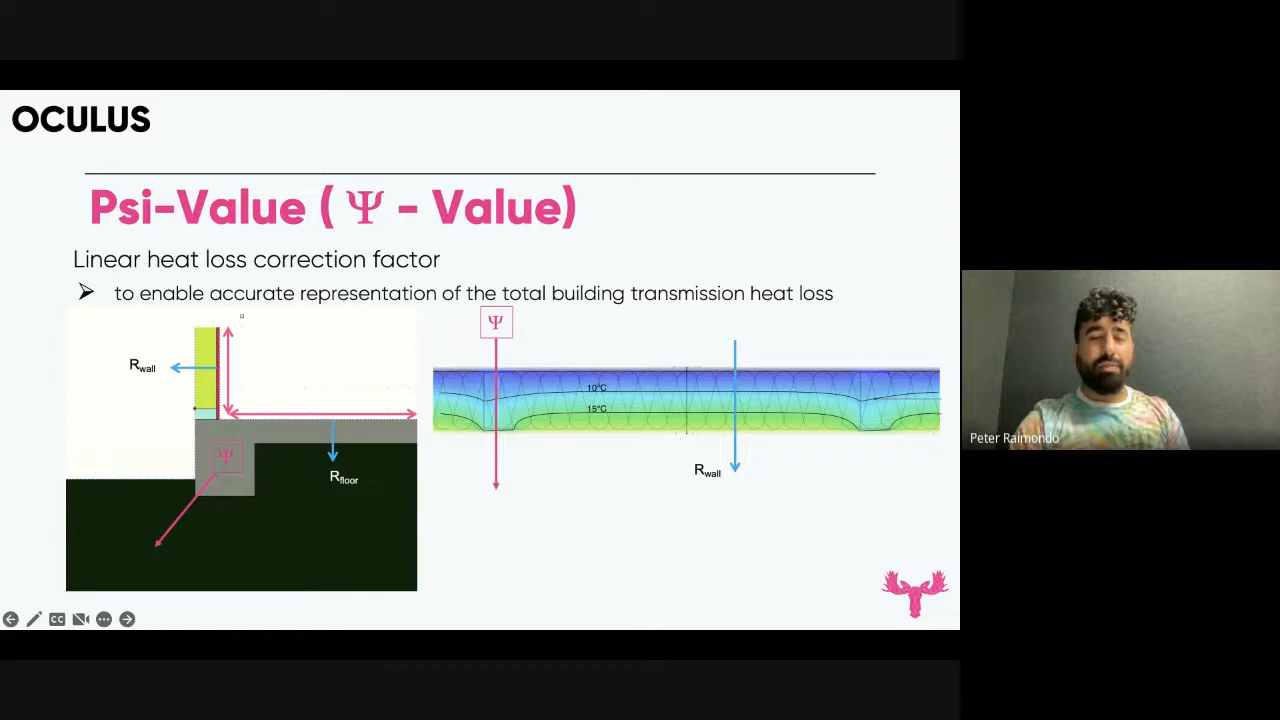 OCULUS
Psi-Value ( Ψ - Value)
Linear heat loss correction factor
➢ to enable accurate representation of the total building transmission heat loss
Ψ
Rwall
10°C
15°C
Rwall
Ψ
Rfloor
Peter Raimondo
CC